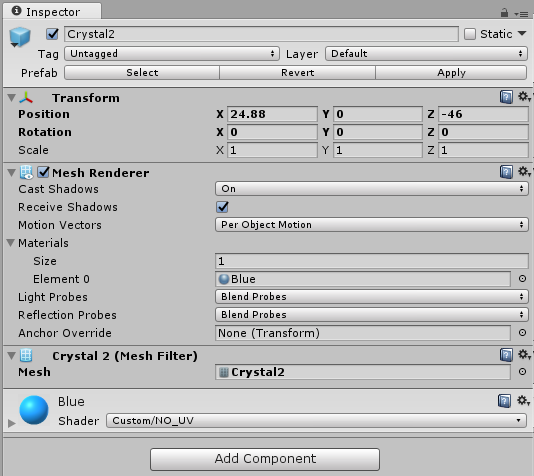 Inspector
Crystal2 Static
Tag Untagged Layer Default
Prefab Select Revert Apply
Transform
Position X 24.88 Y 0 Z -46
Rotation X 0 Y 0 Z 0
Scale X 1 Y 1 Z 1
Mesh Renderer
Cast Shadows On
Receive Shadows
Motion Vectors Per Object Motion
Materials
Size 1
Element 0 Blue
Light Probes Blend Probes
Reflection Probes Blend Probes
Anchor Override None (Transform)
Crystal 2 (Mesh Filter)
Mesh Crystal2
Blue
Shader Custom/NO_UV
Add Component